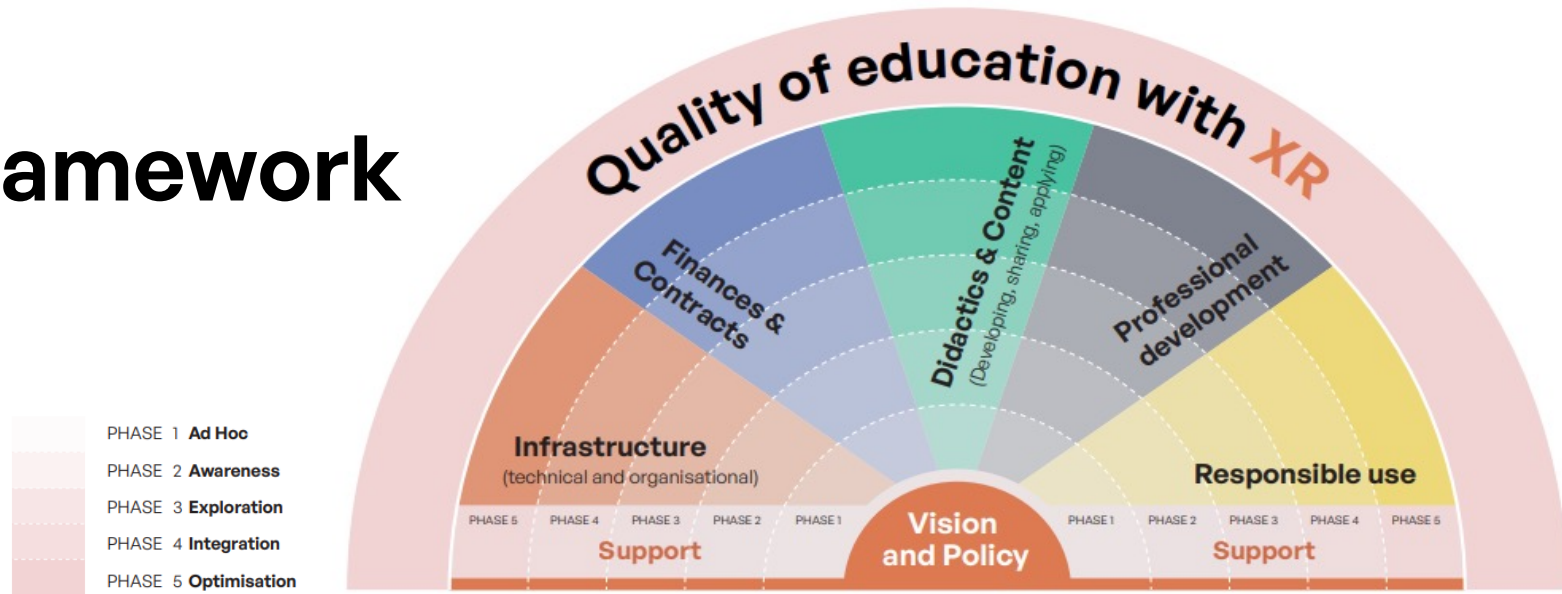 amework
Quality of education with XR
Finances &
Contracts
Didactics & Content
(Developing, sharing, applying)
Professional
development
Infrastructure
(technical and organisational)
Responsible use
PHASE 5 PHASE 4 PHASE 3 PHASE 2 PHASE 1
Vision
and Policy
PHASE 1 PHASE 2 PHASE 3 PHASE 4 PHASE 5
Support
Support
PHASE 1 Ad Hoc
PHASE 2 Awareness
PHASE 3 Exploration
PHASE 4 Integration
PHASE 5 Optimisation